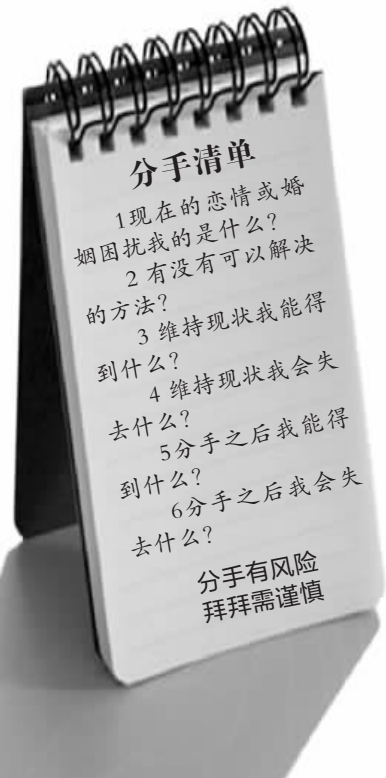 分手清单
1现在的恋情或婚
姻困扰我的是什么？
2 有没有可以解决
的方法？
3 维持现状我能得
到什么？
4 维持现状我会失
去什么？
5分手之后我能得
到什么？
6分手之后我会失
去什么？
分手有风险
拜拜需谨慎